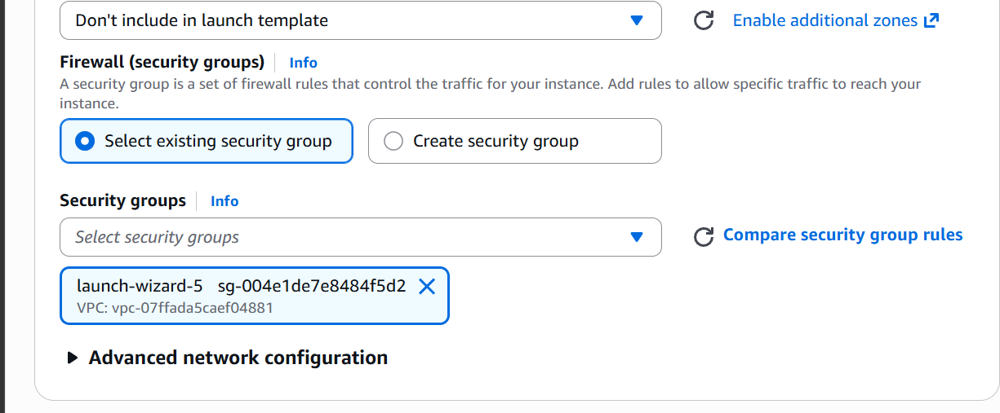 Don't include in launch template
Enable additional zones
Firewall (security groups) Info
A security group is a set of firewall rules that control the traffic for your instance. Add rules to allow specific traffic to reach your
instance.
Select existing security group
Create security group
Security groups Info
Select security groups
Compare security group rules
launch-wizard-5 sg-004e1de7e8484f5d2
VPC: vpc-07ffada5caef04881
Advanced network configuration